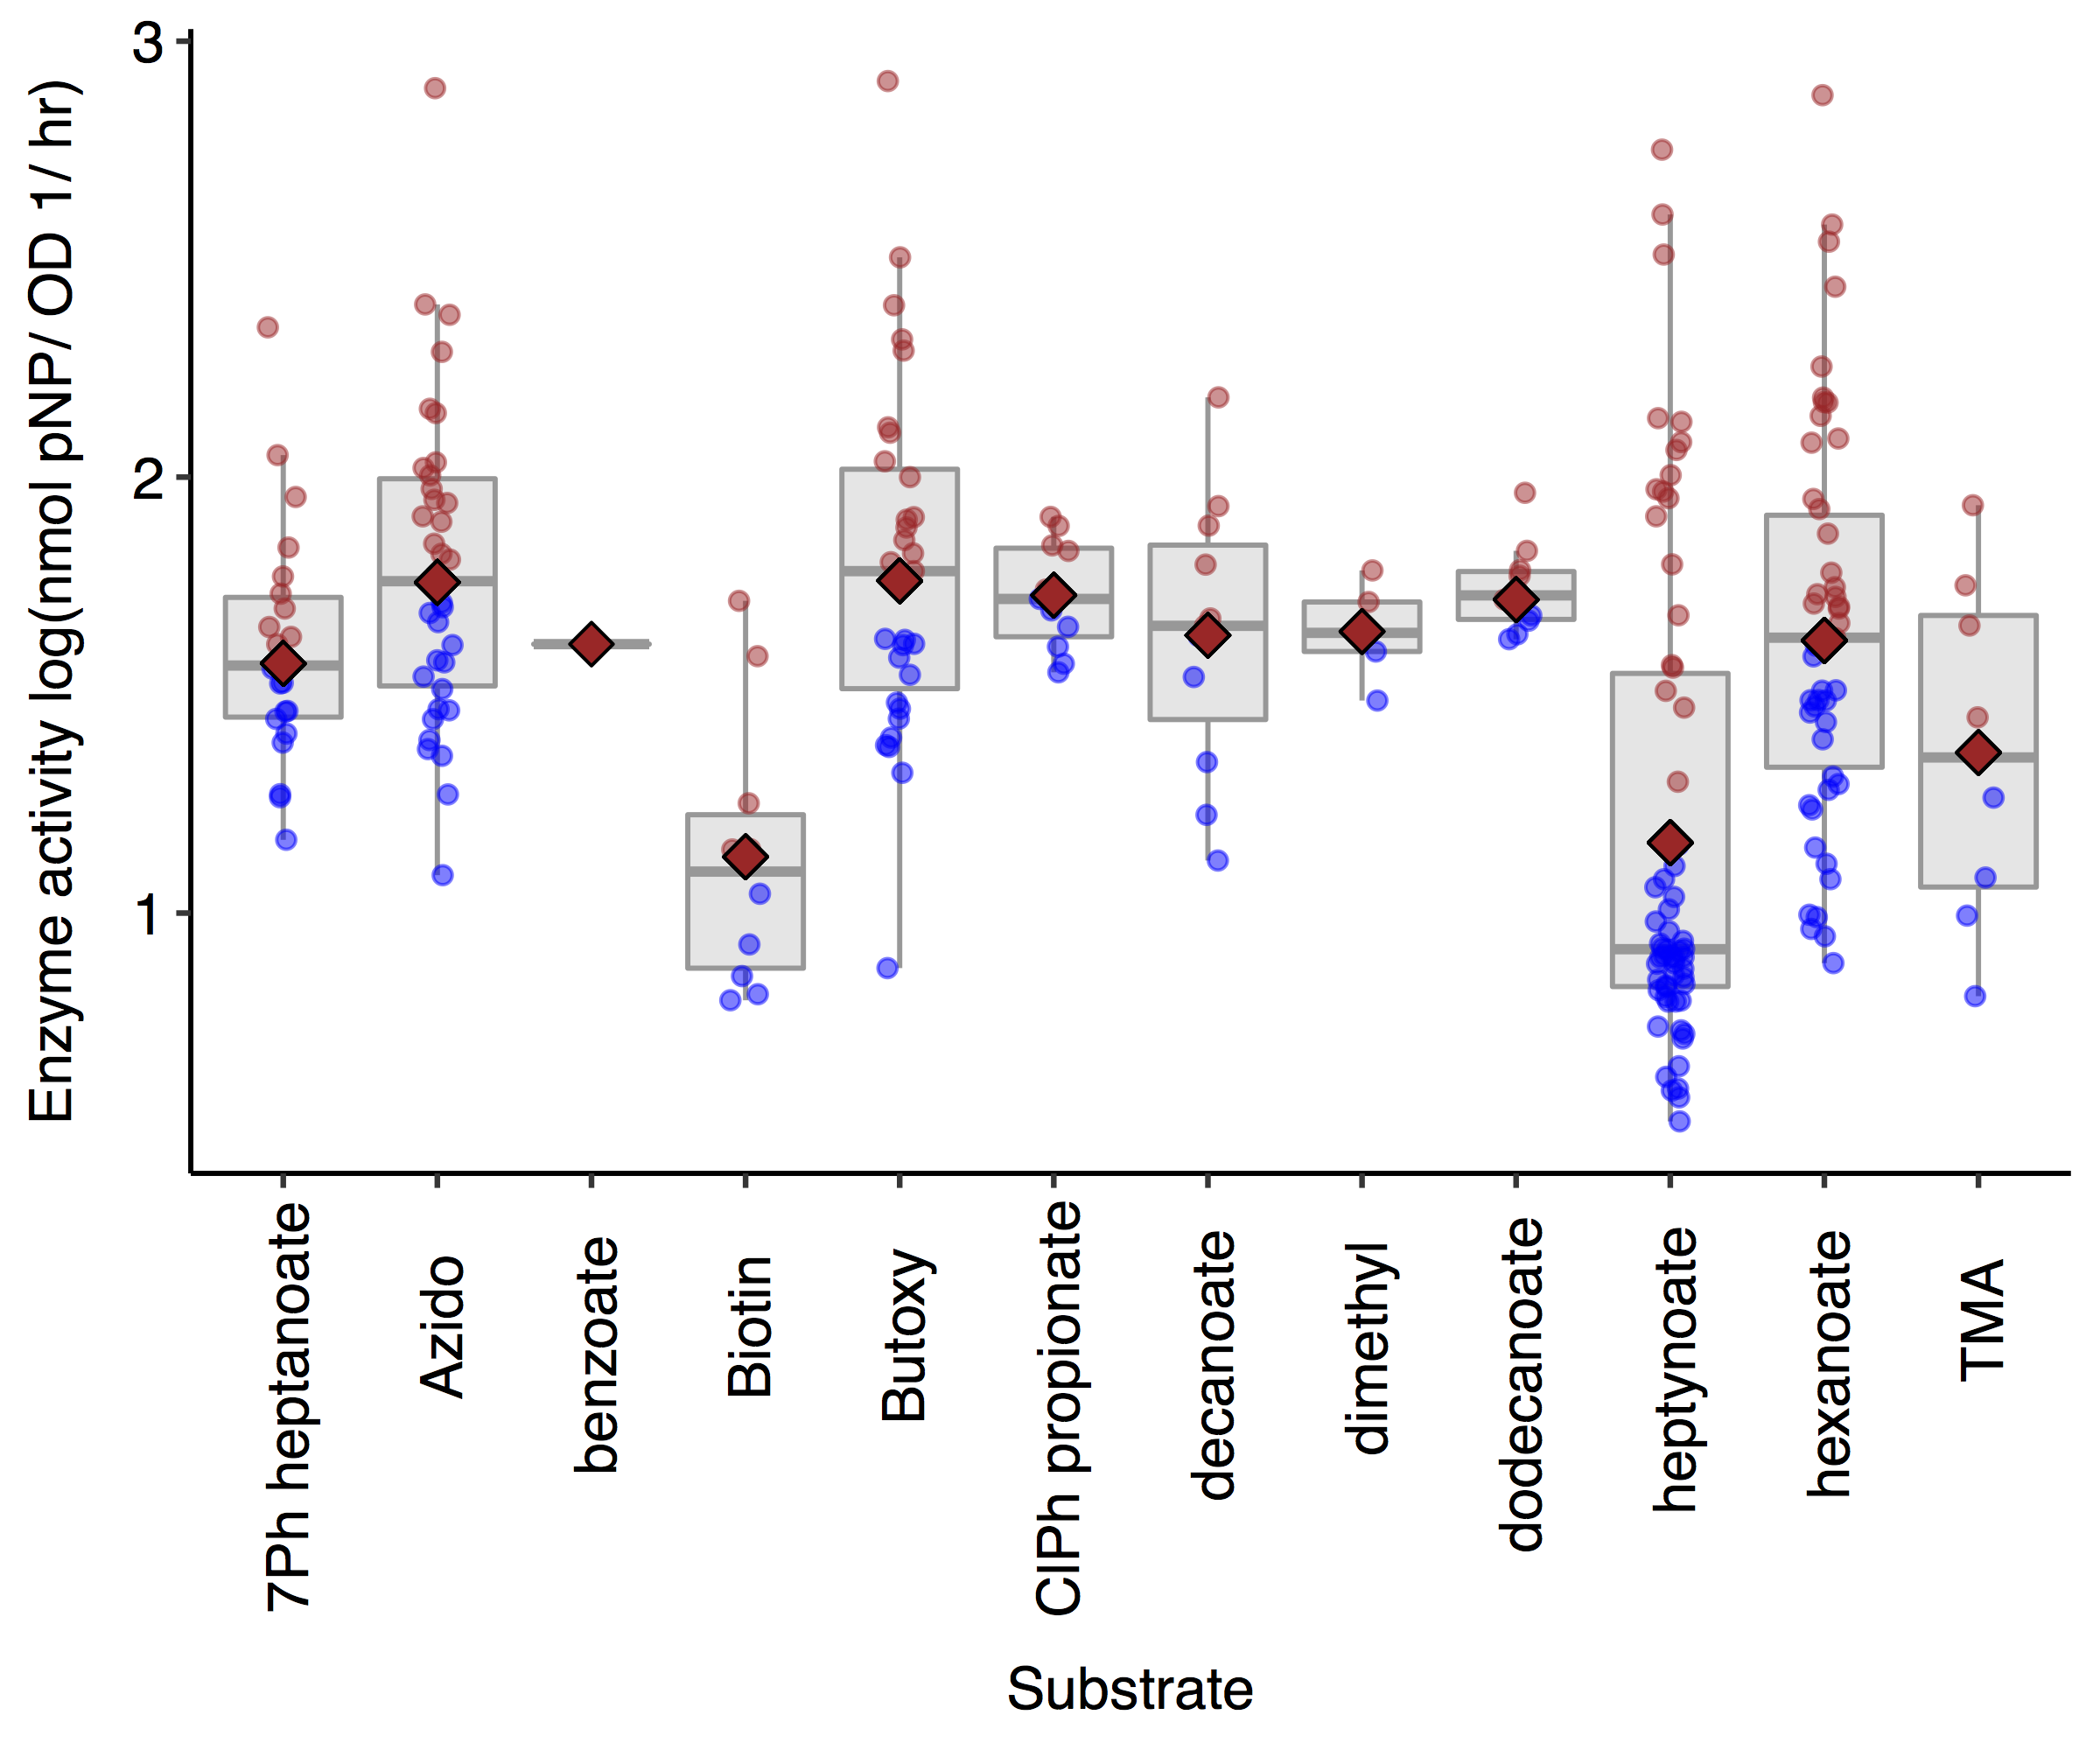 Enzyme activity log(nmol pNP/ OD 1/ hr)
3
2
1
7Ph heptanoate
Azido
benzoate
Biotin
Butoxy
ClPh propionate
decanoate
dimethyl
dodecanoate
heptynoate
hexanoate
TMA
Substrate